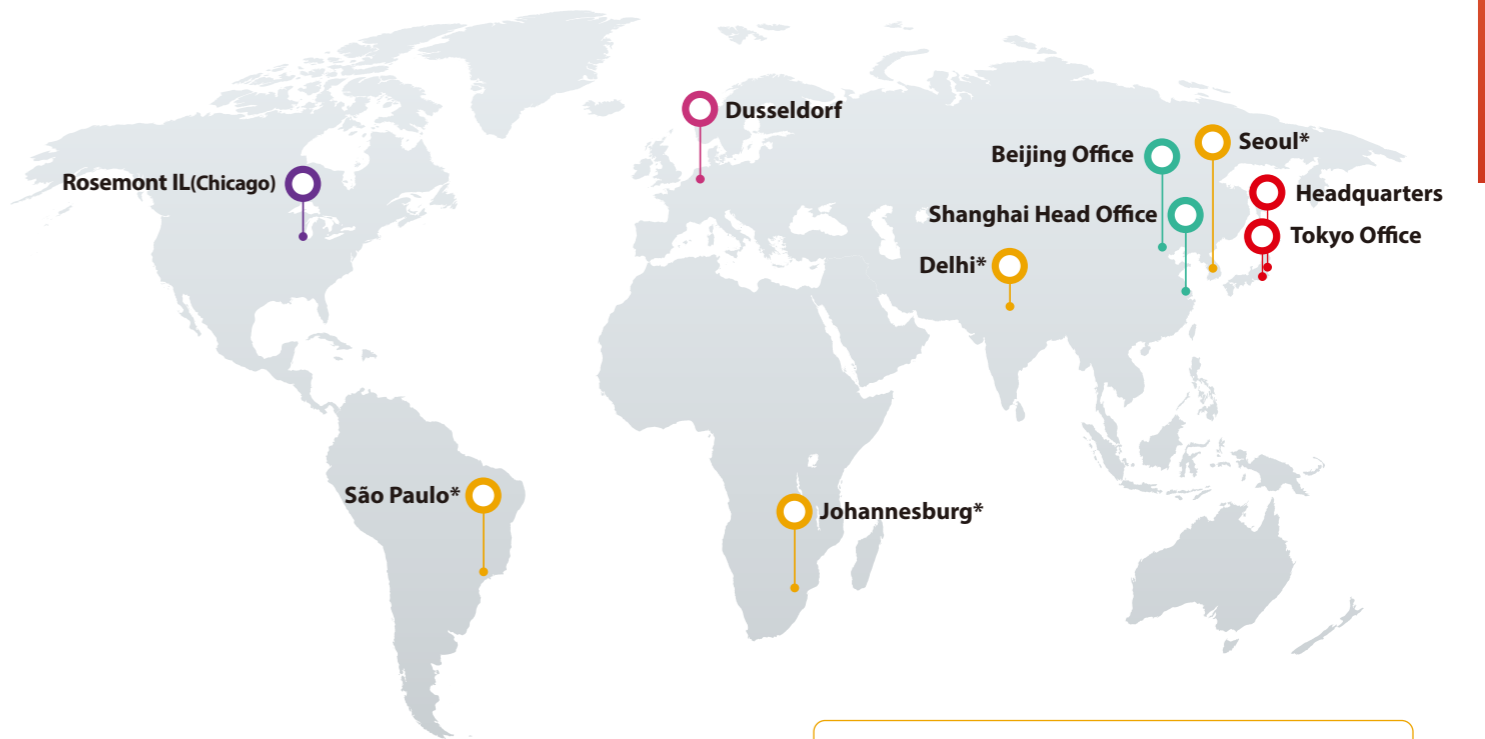 Dusseldorf
Seoul*
Beijing Office
Rosemont IL(Chicago)
Headquarters
Shanghai Head Office
Tokyo Office
Delhi*
São Paulo*
Johannesburg*